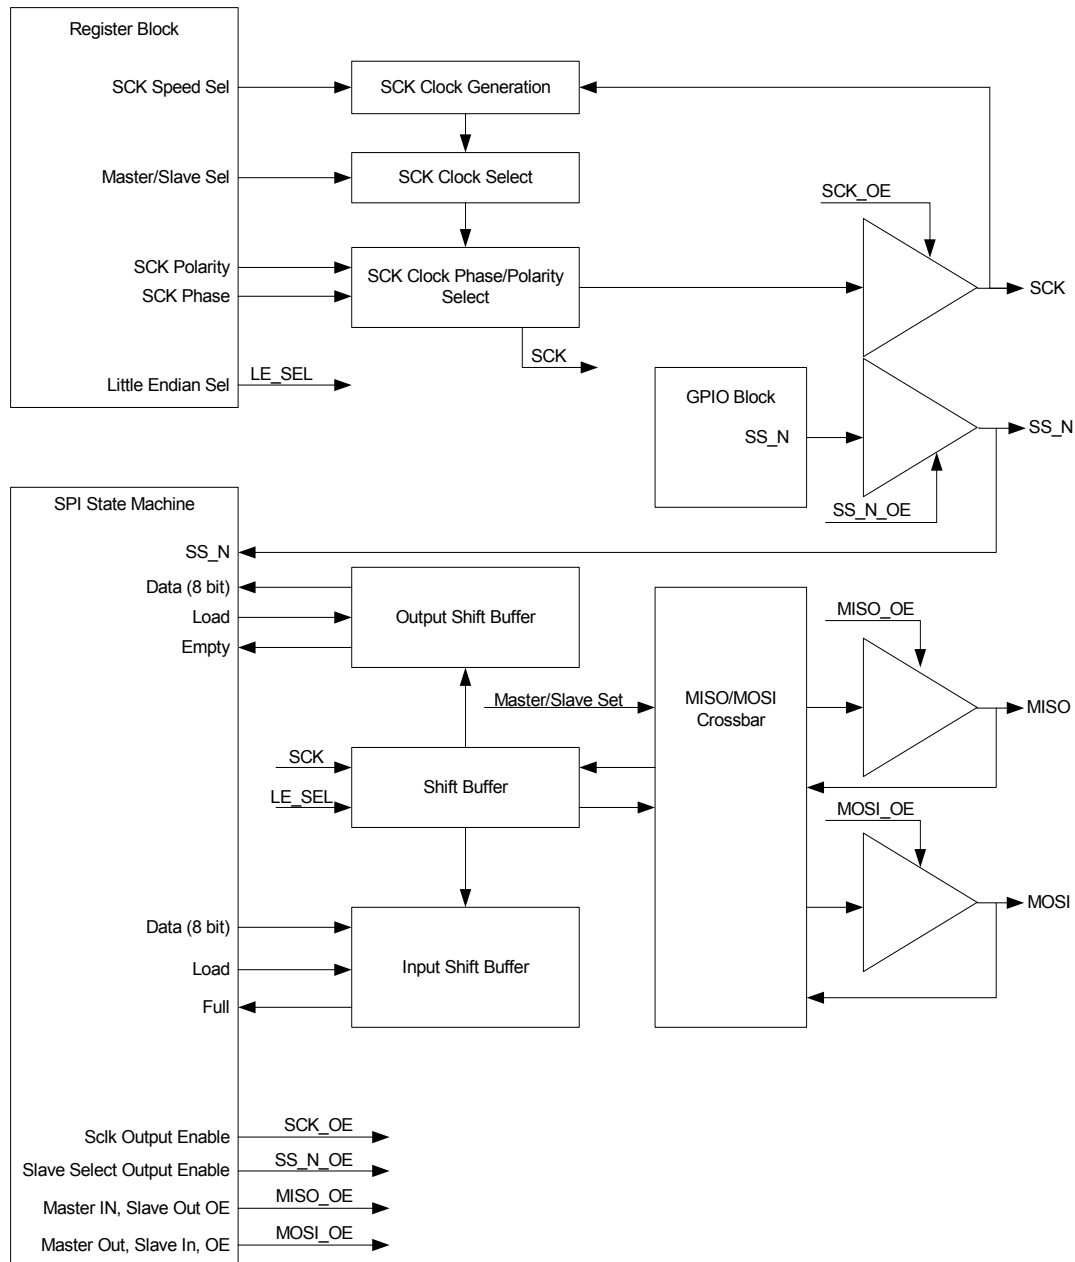 Register Block
SCK Speed Sel
SCK Clock Generation
Master/Slave Sel
SCK Clock Select
SCK_OE
SCK Polarity
SCK Phase
SCK Clock Phase/Polarity
Select
SCK
SCK
Little Endian Sel
LE_SEL
GPIO Block
SS_N
SS_N
SS_N_OE
SPI State Machine
SS_N
Data (8 bit)
Load
Empty
Output Shift Buffer
MISO_OE
Master/Slave Set
MISO/MOSI
Crossbar
MISO
SCK
LE_SEL
Shift Buffer
MOSI_OE
MOSI
Data (8 bit)
Load
Full
Input Shift Buffer
Sclk Output Enable
SCK_OE
Slave Select Output Enable
SS_N_OE
Master IN, Slave Out OE
MISO_OE
Master Out, Slave In, OE
MOSI_OE